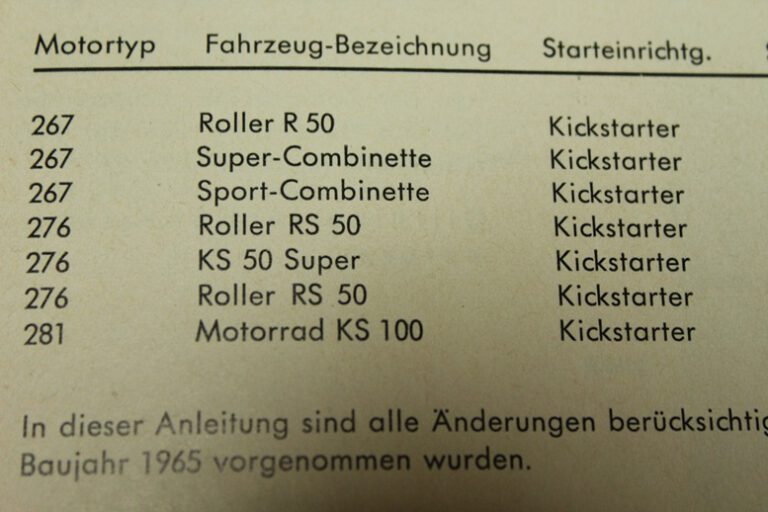 Motortyp Fahrzeug-Bezeichnung Starteinrichtg.
267 Roller R 50 Kickstarter
267 Super-Combinette Kickstarter
267 Sport-Combinette Kickstarter
276 Roller RS 50 Kickstarter
276 KS 50 Super Kickstarter
276 Roller RS 50 Kickstarter
281 Motorrad KS 100 Kickstarter
In dieser Anleitung sind alle Änderungen
Baujahr 1965 vorgenommen wurden.